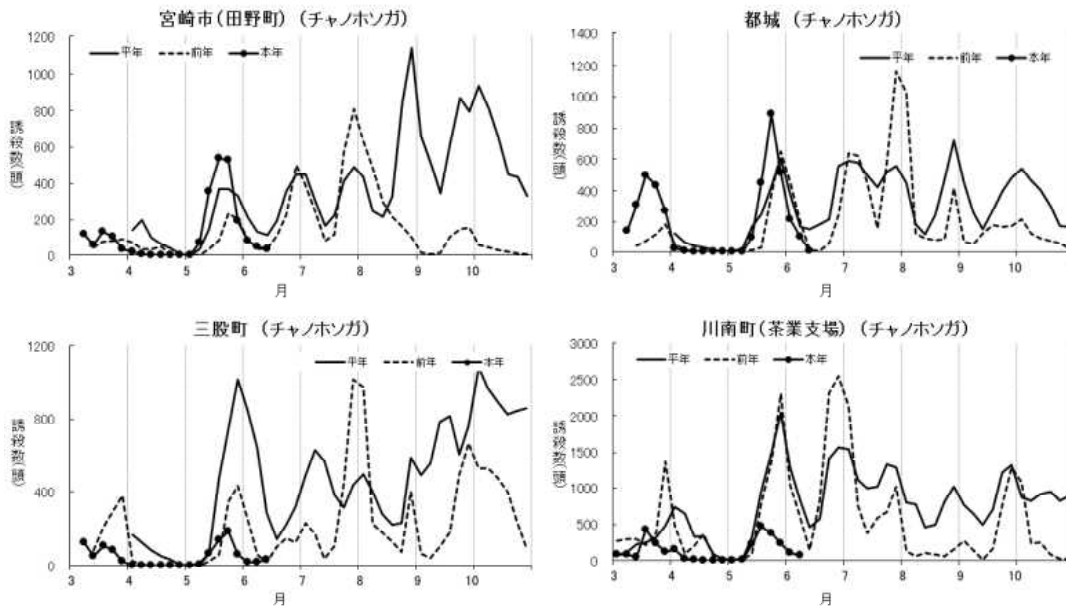 宮崎市(田野町) (チャノホソガ)
1200
1000
800
600
400
200
0
誘殺数(頭)
平年 前年 本年
3 4 5 6 7 8 9 10
月
都城 (チャノホソガ)
1400
1200
1000
800
600
400
200
0
誘殺数(頭)
平年 前年 本年
3 4 5 6 7 8 9 10
月
三股町 (チャノホソガ)
1200
800
400
0
誘殺数(頭)
平年 前年 本年
3 4 5 6 7 8 9 10
月
川南町(茶業支場) (チャノホソガ)
3000
2500
2000
1500
1000
500
0
誘殺数(頭)
平年 前年 本年
3 4 5 6 7 8 9 10
月